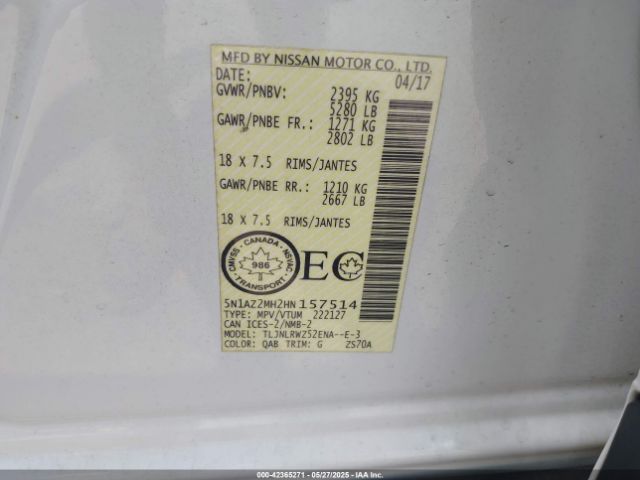 MFD BY NISSAN MOTOR CO., LTD.
DATE: 04/17
GVWR/PNBV: 2395 KG
5280 LB
GAWR/PNBE FR.: 1271 KG
2802 LB
18 X 7.5 RIMS/JANTES
GAWR/PNBE RR.: 1210 KG
2667 LB
18 X 7.5 RIMS/JANTES
CMVSS - CANADA - NSVAC
986
TRANSPORT
EC
5N1AZ2MH2HN157514
TYPE: MPV/VTUM 222127
CAN ICES-2/NMB-2
MODEL: TLJNLRWZ52ENA--E-3
COLOR: QAB TRIM: G ZS70A
000-42365271 - 05/27/2025 - IAA Inc.